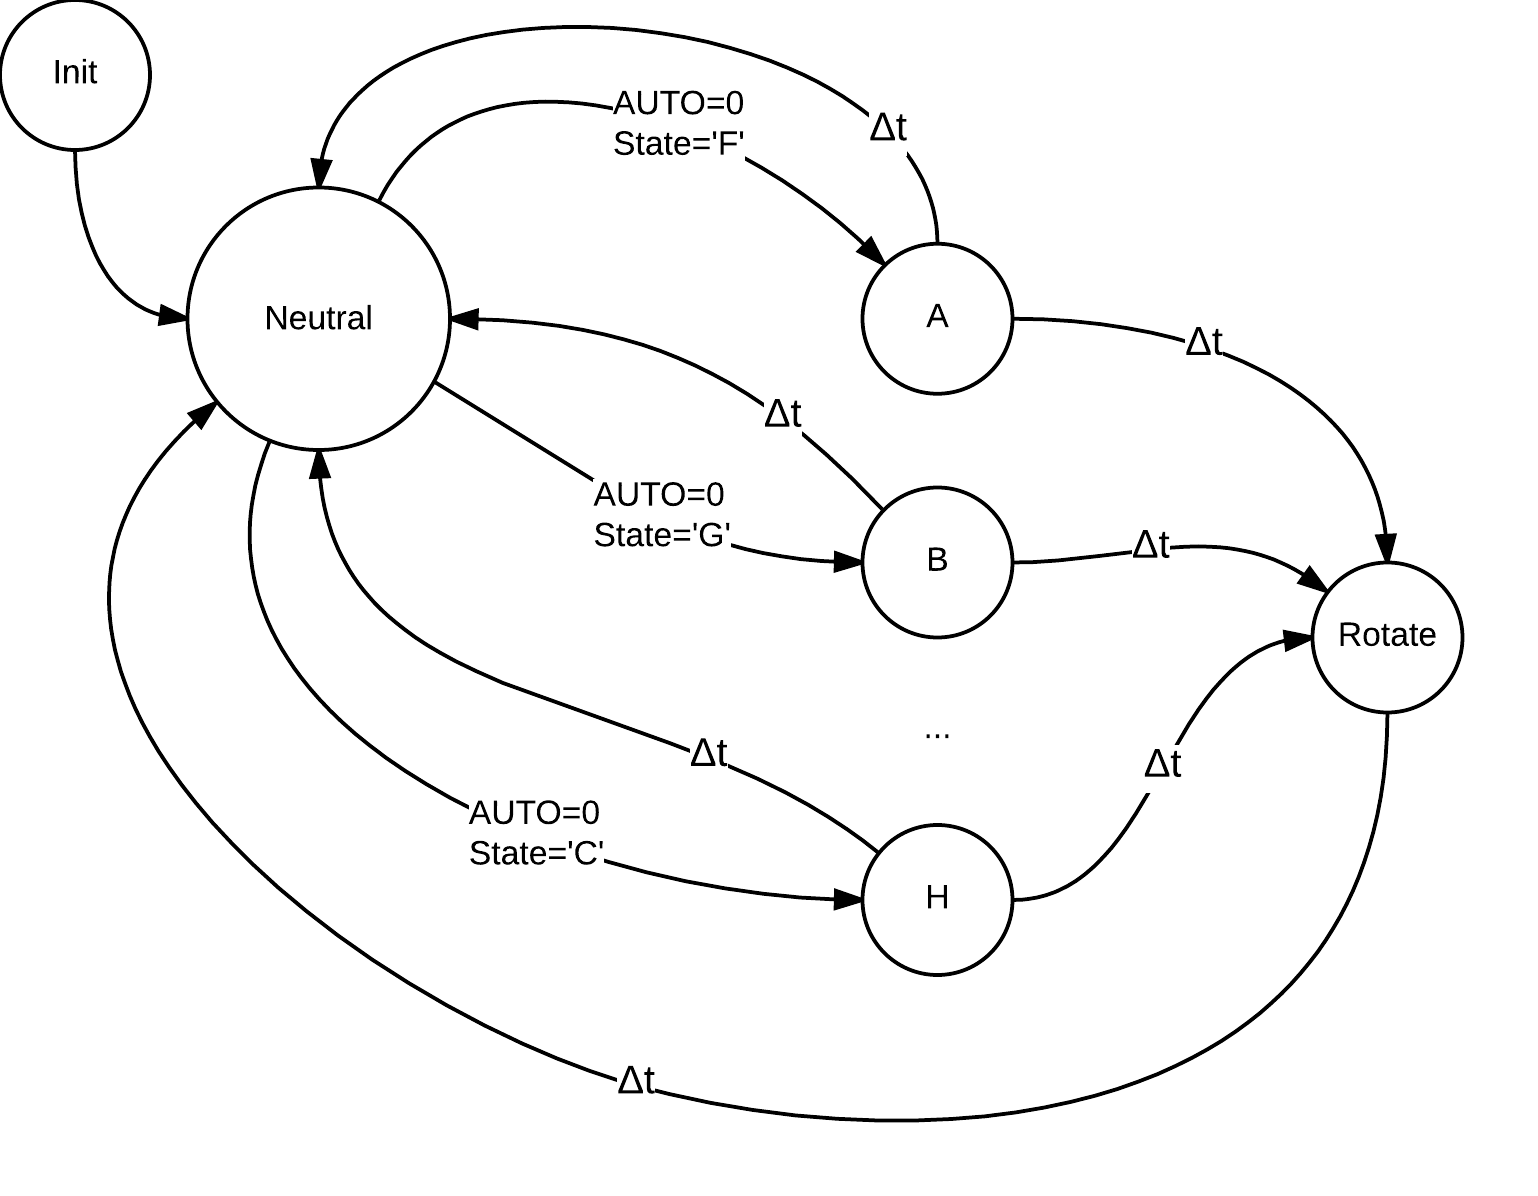 Init
AUTO=0
State='F'
Δt
Neutral
A
Δt
Δt
AUTO=0
State='G'
B
Δt
Rotate
...
Δt
Δt
AUTO=0
State='C'
H
Δt